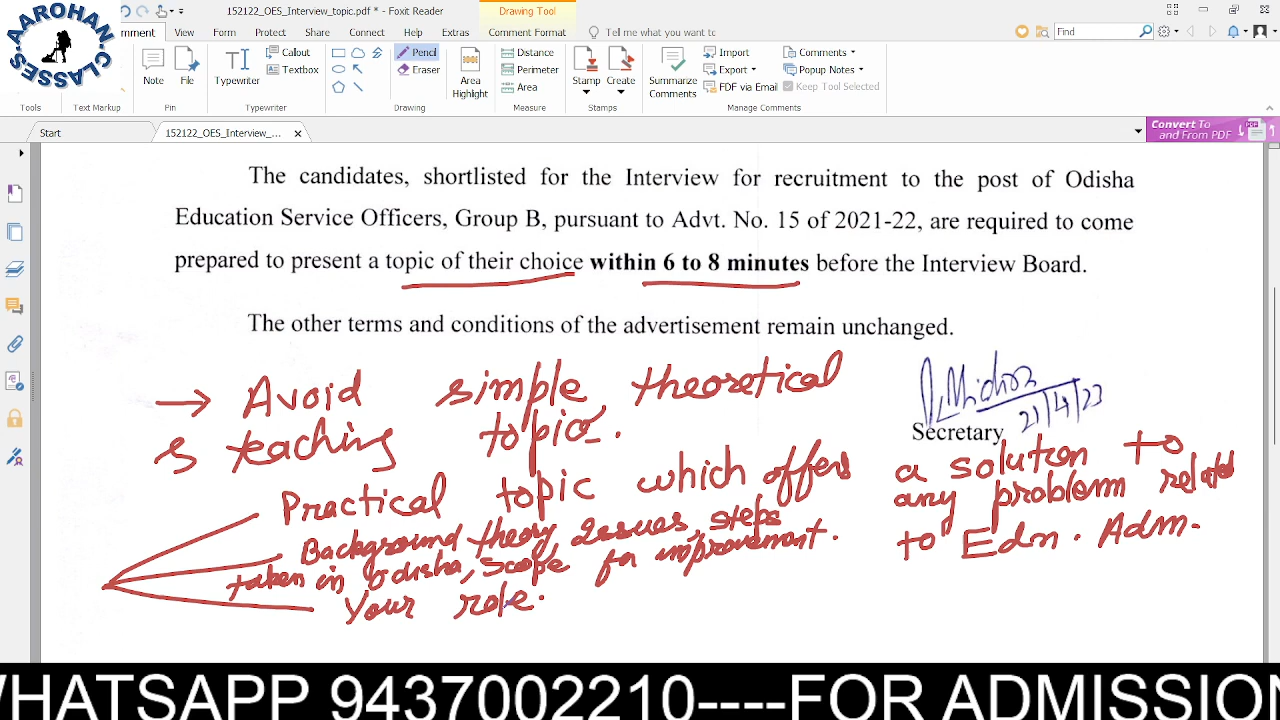 AAROHAN. CLASSES
152122_OES_Interview_topic.pdf * - Foxit Reader
Drawing Tool
mment View Form Protect Share Connect Help Extras Comment Format Tell me what you want tc Find
Note File Typewriter Callout Textbox Pencil Eraser Area Highlight Distance Perimeter Area Stamp Create Summarize Comments Import Export FDF via Email Comments Popup Notes Keep Tool Selected
Tools Text Markup Pin Typewriter Drawing Measure Stamps Manage Comments
Start 152122_OES_Interview_... Convert To and From PDF PDF
The candidates, shortlisted for the Interview for recruitment to the post of Odisha
Education Service Officers, Group B, pursuant to Advt. No. 15 of 2021-22, are required to come
prepared to present a topic of their choice within 6 to 8 minutes before the Interview Board.
The other terms and conditions of the advertisement remain unchanged.
→ Avoid simple theoretical
teaching topic.
21/4/23
Secretary
Practical topic which offers a solution to
any problem related
to Edn. Adm.
Background theory issues, steps
taken in Odisha, scope for improvement.
Your role.
WHATSAPP 9437002210----FOR ADMISSION